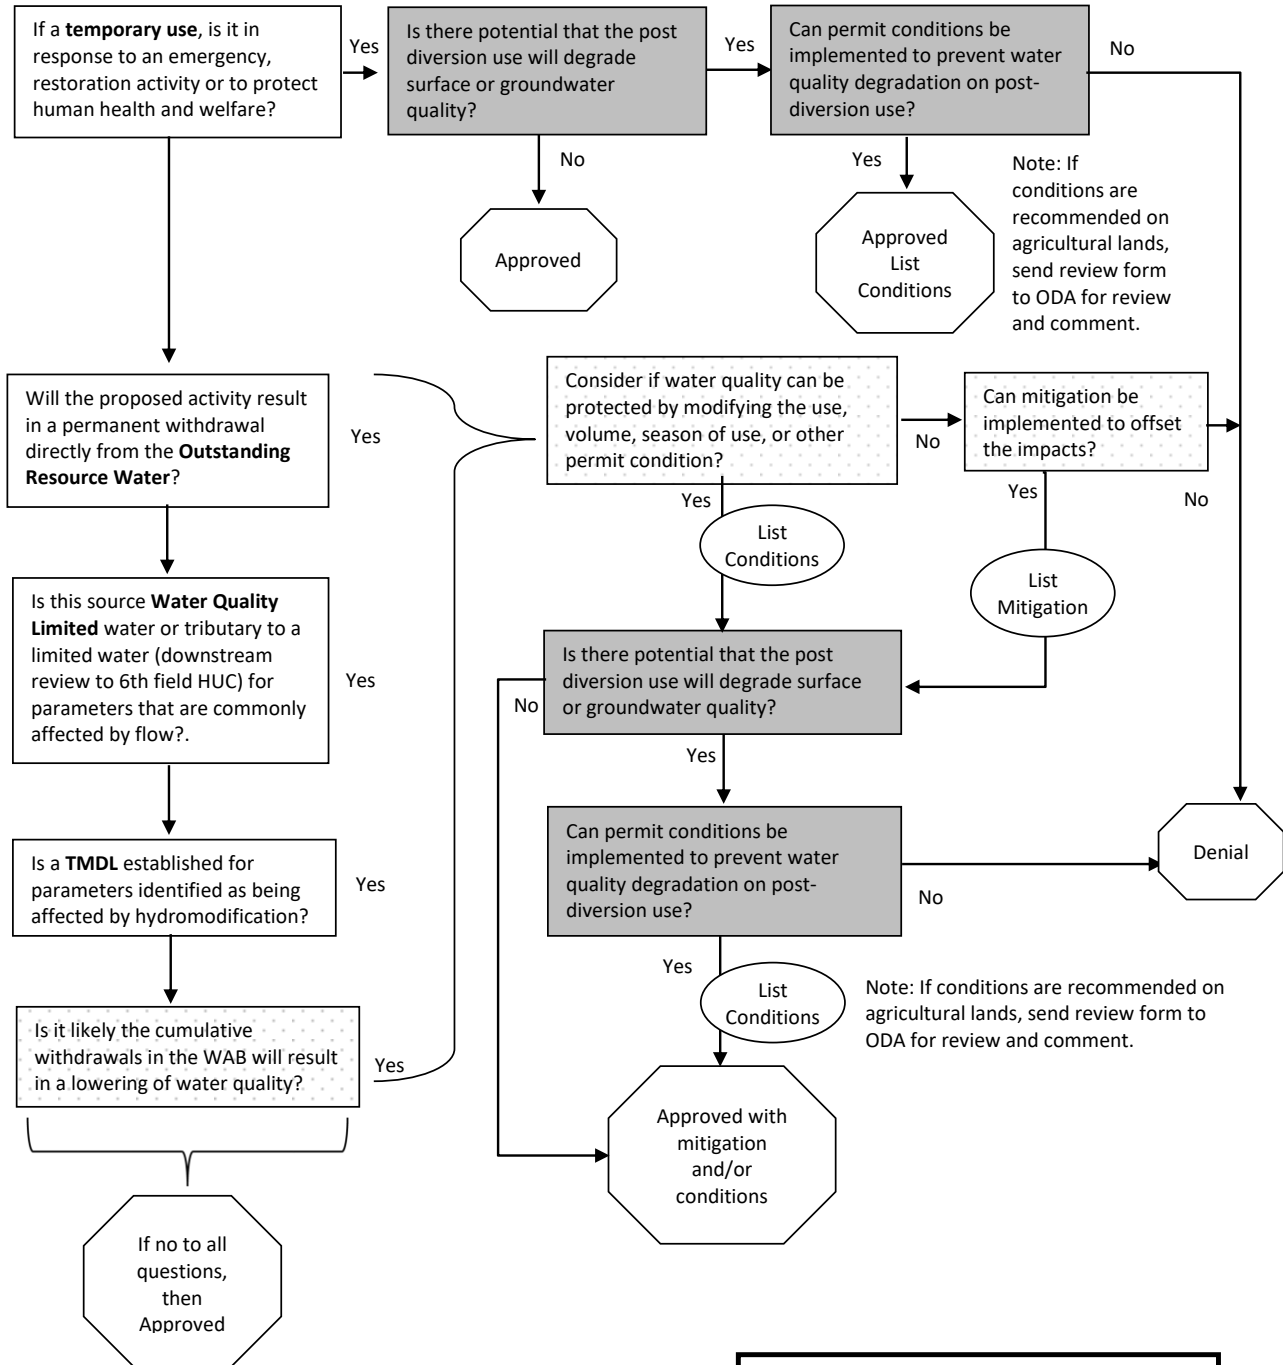 If a temporary use, is it in
response to an emergency,
restoration activity or to protect
human health and welfare?
Yes
Is there potential that the post
diversion use will degrade
surface or groundwater
quality?
Yes
Can permit conditions be
implemented to prevent water
quality degradation on post-
diversion use?
No
No
Approved
Yes
Approved
List
Conditions
Note: If
conditions are
recommended on
agricultural lands,
send review form
to ODA for review
and comment.
Will the proposed activity result
in a permanent withdrawal
directly from the Outstanding
Resource Water?
Yes
Consider if water quality can be
protected by modifying the use,
volume, season of use, or other
permit condition?
No
Can mitigation be
implemented to offset
the impacts?
No
Yes
List
Conditions
Yes
List
Mitigation
Is this source Water Quality
Limited water or tributary to a
limited water (downstream
review to 6th field HUC) for
parameters that are commonly
affected by flow?.
Yes
Is there potential that the post
diversion use will degrade surface
or groundwater quality?
No
Yes
Is a TMDL established for
parameters identified as being
affected by hydromodification?
Yes
Can permit conditions be
implemented to prevent water
quality degradation on post-
diversion use?
No
Denial
Yes
List
Conditions
Note: If conditions are recommended on
agricultural lands, send review form to
ODA for review and comment.
Is it likely the cumulative
withdrawals in the WAB will result
in a lowering of water quality?
Yes
Approved with
mitigation
and/or
conditions
If no to all
questions,
then
Approved